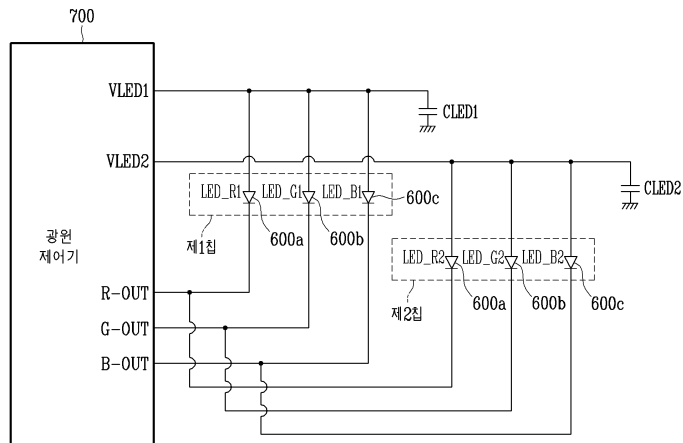 700
VLED1
CLED1
VLED2
CLED2
LED_R1 LED_G1 LED_B1
600c
600a 600b
제1칩
광원
제어기
LED_R2 LED_G2 LED_B2
600a 600b 600c
제2칩
R-OUT
G-OUT
B-OUT